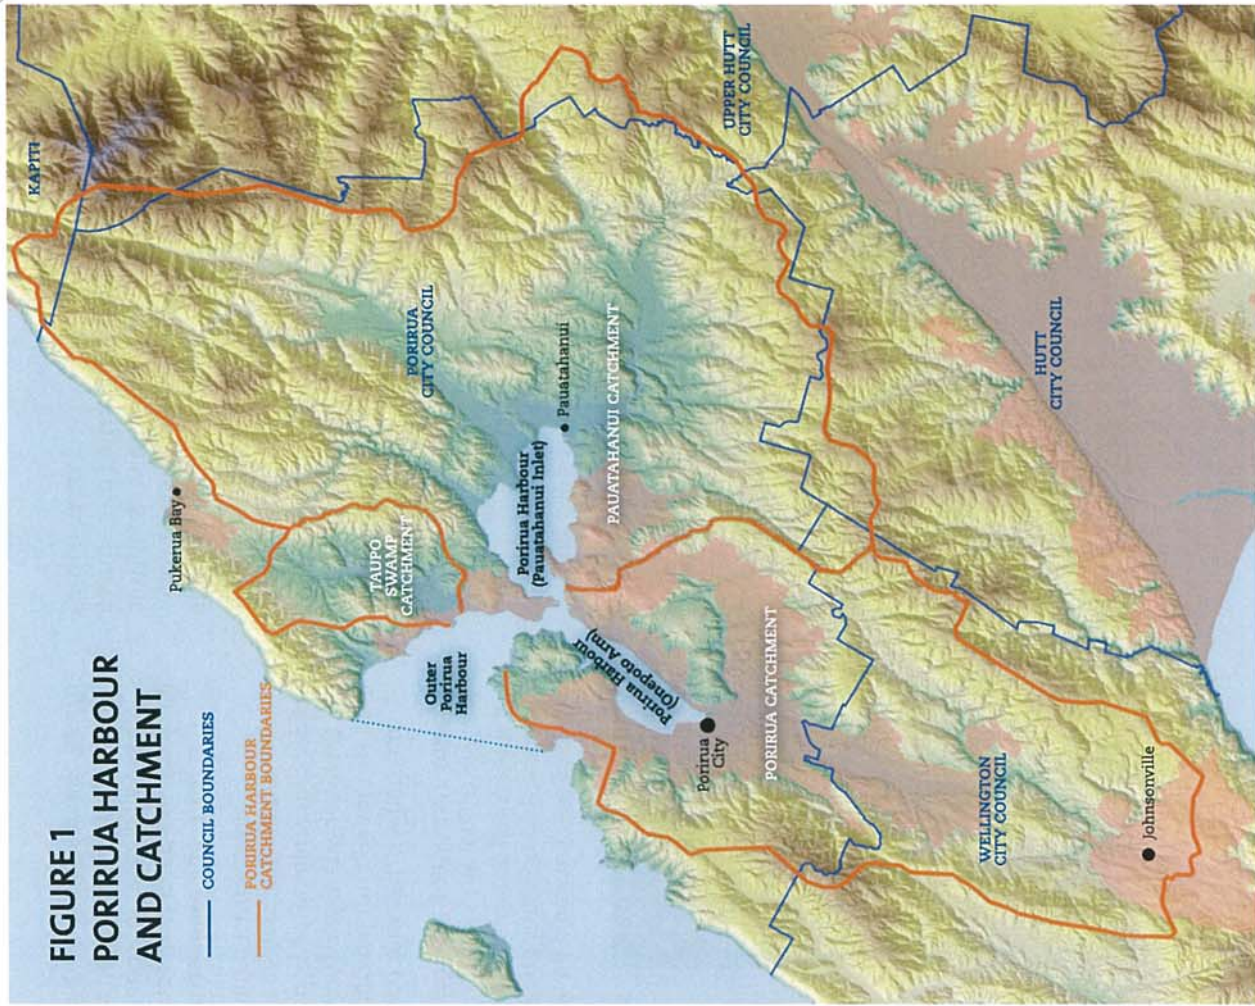 FIGURE 1
PORIRUA HARBOUR
AND CATCHMENT
COUNCIL BOUNDARIES
PORIRUA HARBOUR
CATCHMENT BOUNDARIES
KAPITI
Pukerua Bay
TAUPO
SWAMP
CATCHMENT
PORIRUA
CITY COUNCIL
UPPER HUTT
CITY COUNCIL
Outer
Porirua
Harbour
Porirua Harbour
(Pauatahanui Inlet)
Pauatahanui
PAUATAHANUI CATCHMENT
Porirua Harbour
(Onepoto Arm)
Porirua
City
PORIRUA CATCHMENT
HUTT
CITY COUNCIL
WELLINGTON
CITY COUNCIL
Johnsonville